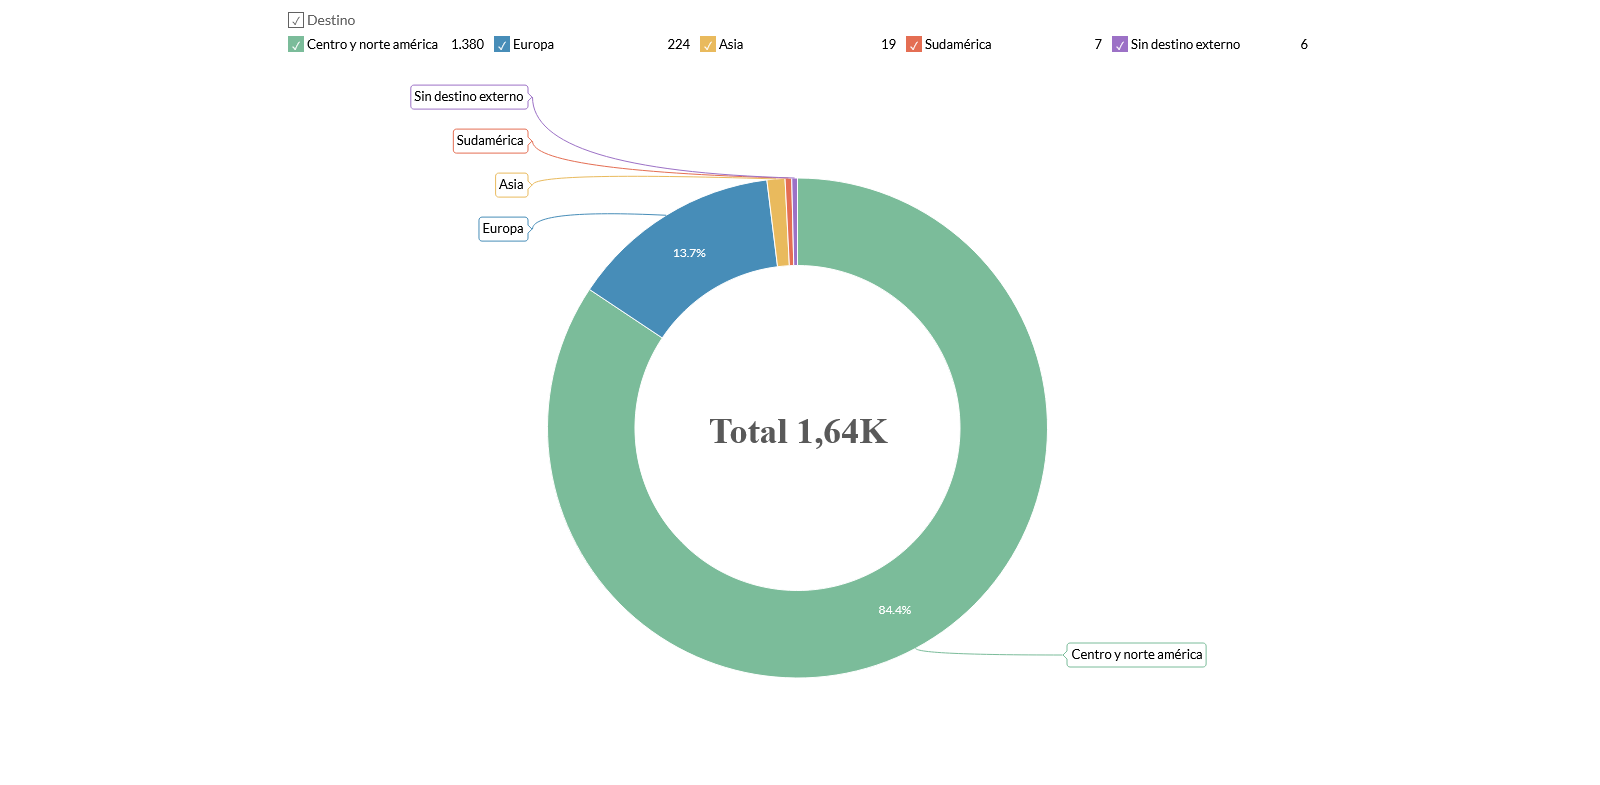 Destino
Centro y norte américa 1.380 Europa 224 Asia 19 Sudamérica 7 Sin destino externo 6
Sin destino externo
Sudamérica
Asia
Europa
13.7%
Total 1,64K
84.4%
Centro y norte américa